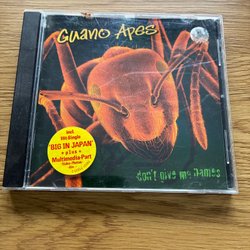 Guano Apes
incl.
Hit-Single
'BIG IN JAPAN'
+ plus +
Multimedia-Part
don't give me names